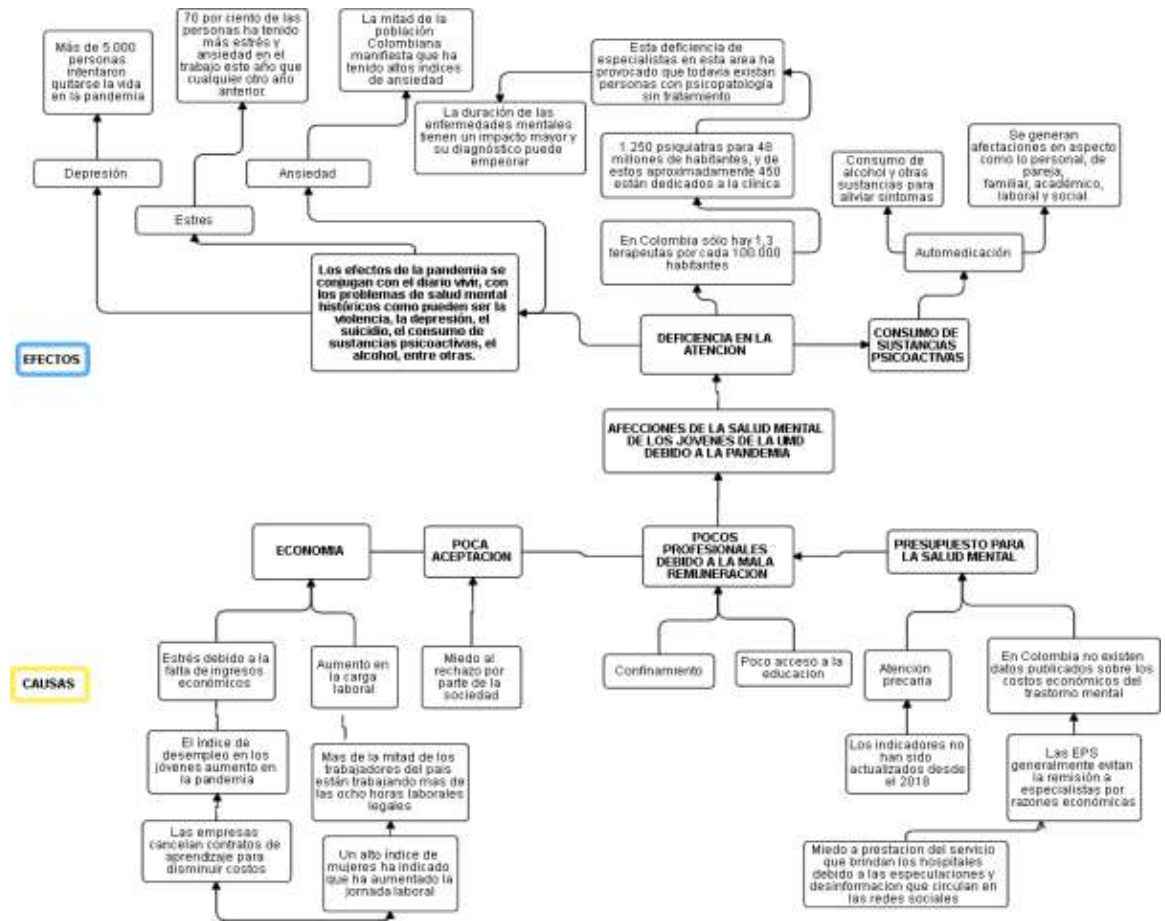 Más de 5.000
personas
intentaron
quitarse la vida
en la pandemia
70 por ciento de las
personas ha tenido
más estrés y
ansiedad en el
trabajo este año que
cualquier otro año
anterior.
La mitad de la
población
Colombiana
manifiesta que ha
tenido altos índices
de ansiedad
Esta deficiencia de
especialistas en esta area ha
provocado que todavia existan
personas con psicopatología
sin tratamiento
La duración de las
enfermedades mentales
tienen un impacto mayor y
su diagnóstico puede
empeorar
1.250 psiquiatras para 48
millones de habitantes, y de
estos aproximadamente 450
están dedicados a la clínica
Consumo de
alcohol y otras
sustancias para
aliviar sintomas
Se generan
afectaciones en aspecto
como lo personal, de
pareja,
familiar, académico,
laboral y social
Depresión
Ansiedad
Estres
En Colombia sólo hay 1,3
terapeutas por cada 100.000
habitantes
Automedicación
Los efectos de la pandemia se
conjugan con el diario vivir, con
los problemas de salud mental
históricos como pueden ser la
violencia, la depresión, el
suicidio, el consumo de
sustancias psicoactivas, el
alcohol, entre otras.
DEFICIENCIA EN LA
ATENCION
CONSUMO DE
SUSTANCIAS
PSICOACTIVAS
EFECTOS
AFECCIONES DE LA SALUD MENTAL
DE LOS JOVENES DE LA UMD
DEBIDO A LA PANDEMIA
ECONOMIA
POCA
ACEPTACION
POCOS
PROFESIONALES
DEBIDO A LA MALA
REMUNERACION
PRESUPUESTO PARA
LA SALUD MENTAL
CAUSAS
Estrés debido a la
falta de ingresos
económicos
Aumento en
la carga
laboral
Miedo al
rechazo por
parte de la
sociedad
Confinamiento
Poco acceso a la
educacion
Atención
precaria
En Colombia no existen
datos publicados sobre los
costos económicos del
trastorno mental
El índice de
desempleo en los
jóvenes aumento en
la pandemia
Mas de la mitad de los
trabajadores del pais
están trabajando mas de
las ocho horas laborales
legales
Los indicadores no
han sido
actualizados desde
el 2018
Las EPS
generalmente evitan
la remisión a
especialistas por
razones económicas
Las empresas
cancelan contratos de
aprendizaje para
disminuir costos
Un alto índice de
mujeres ha indicado
que ha aumentado la
jornada laboral
Miedo a prestacion del servicio
que brindan los hospitales
debido a las especulaciones y
desinformacion que circulan en
las redes sociales